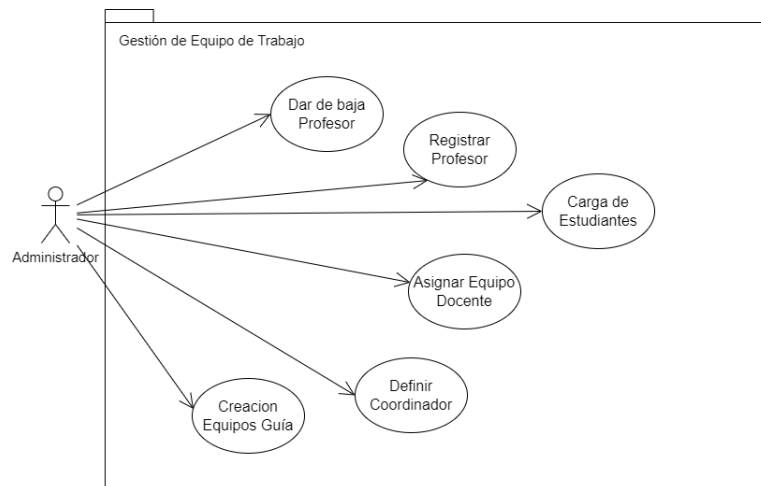 Gestión de Equipo de Trabajo
Dar de baja
Profesor
Registrar
Profesor
Carga de
Estudiantes
Administrador
Asignar Equipo
Docente
Definir
Coordinador
Creacion
Equipos Guía